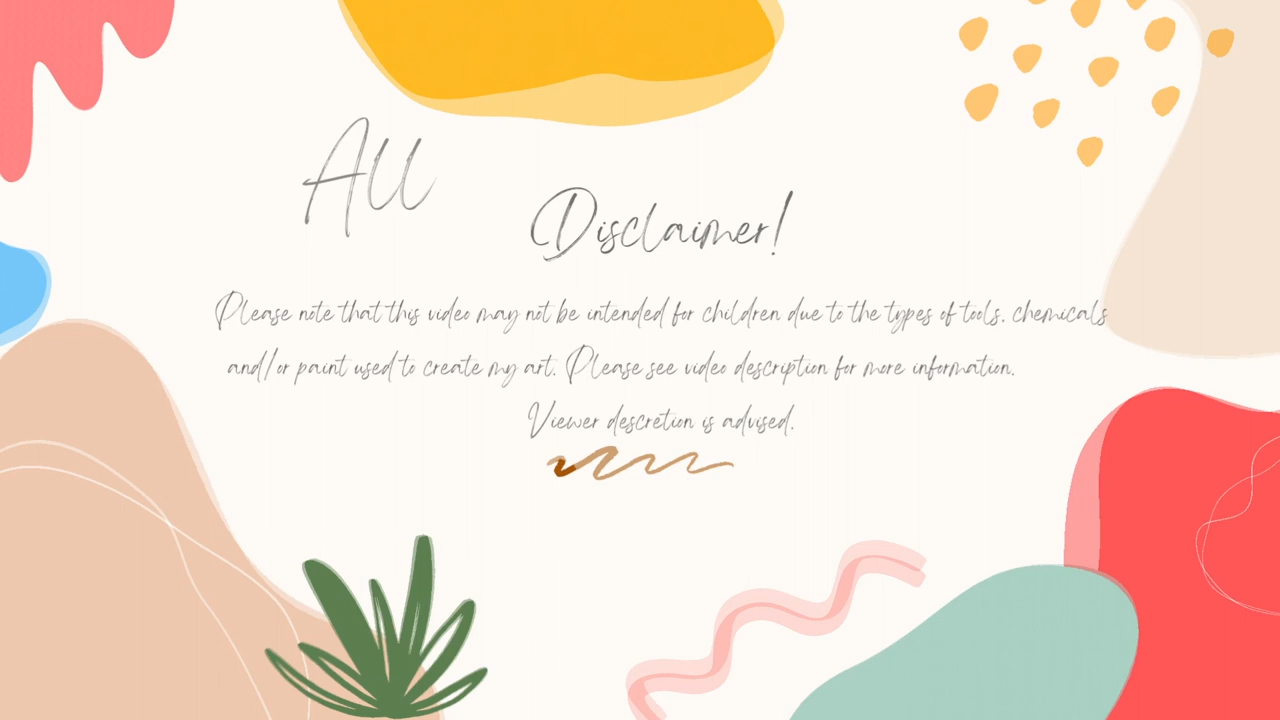 All
Disclaimer!
Please note that this video may not be intended for children due to the types of tools. chemicals
and/or paint used to create my art. Please see video description for more information.
Viewer descretion is advised.